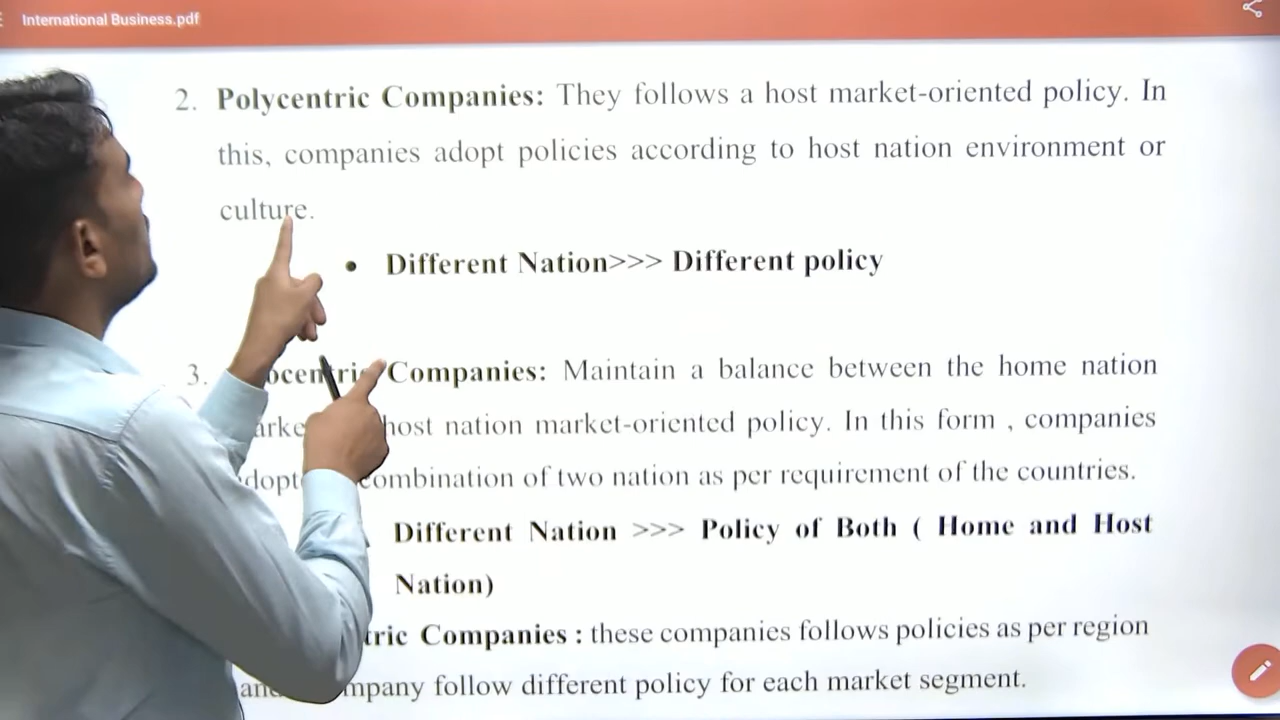 International Business.pdf
2. Polycentric Companies: They follows a host market-oriented policy. In
this, companies adopt policies according to host nation environment or
culture.
• Different Nation>>> Different policy
3. Companies: Maintain a balance between the home nation
host nation market-oriented policy. In this form , companies
combination of two nation as per requirement of the countries.
Different Nation >>> Policy of Both ( Home and Host
Nation)
Companies : these companies follows policies as per region
follow different policy for each market segment.